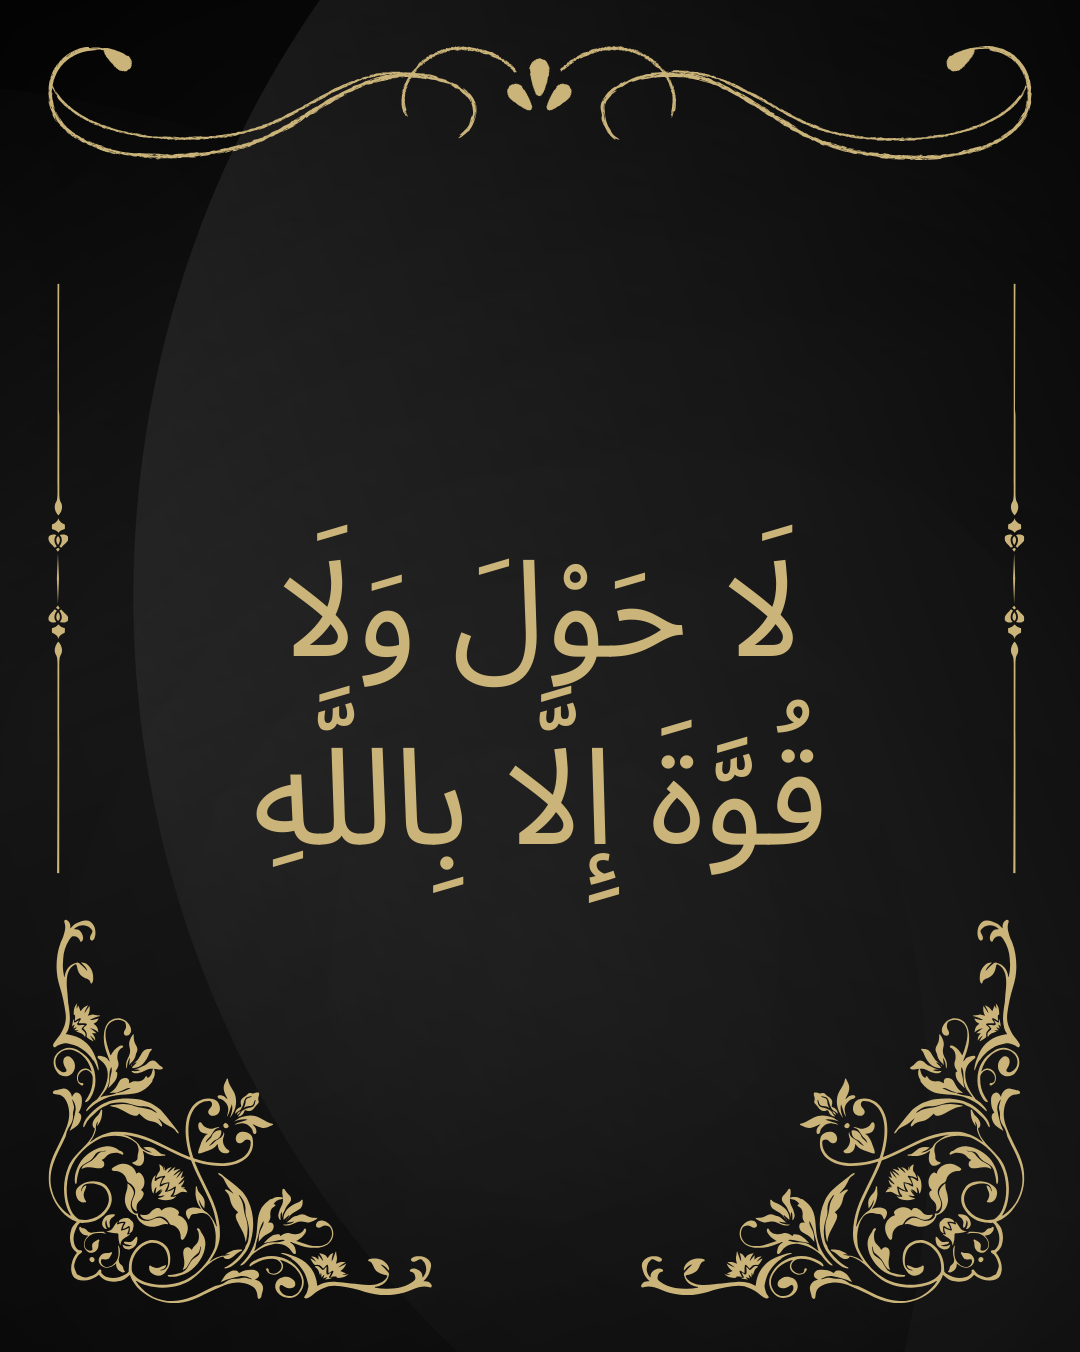 لَا حَوْلَ وَلَا
قُوَّةَ إِلَّا بِاللَّهِ